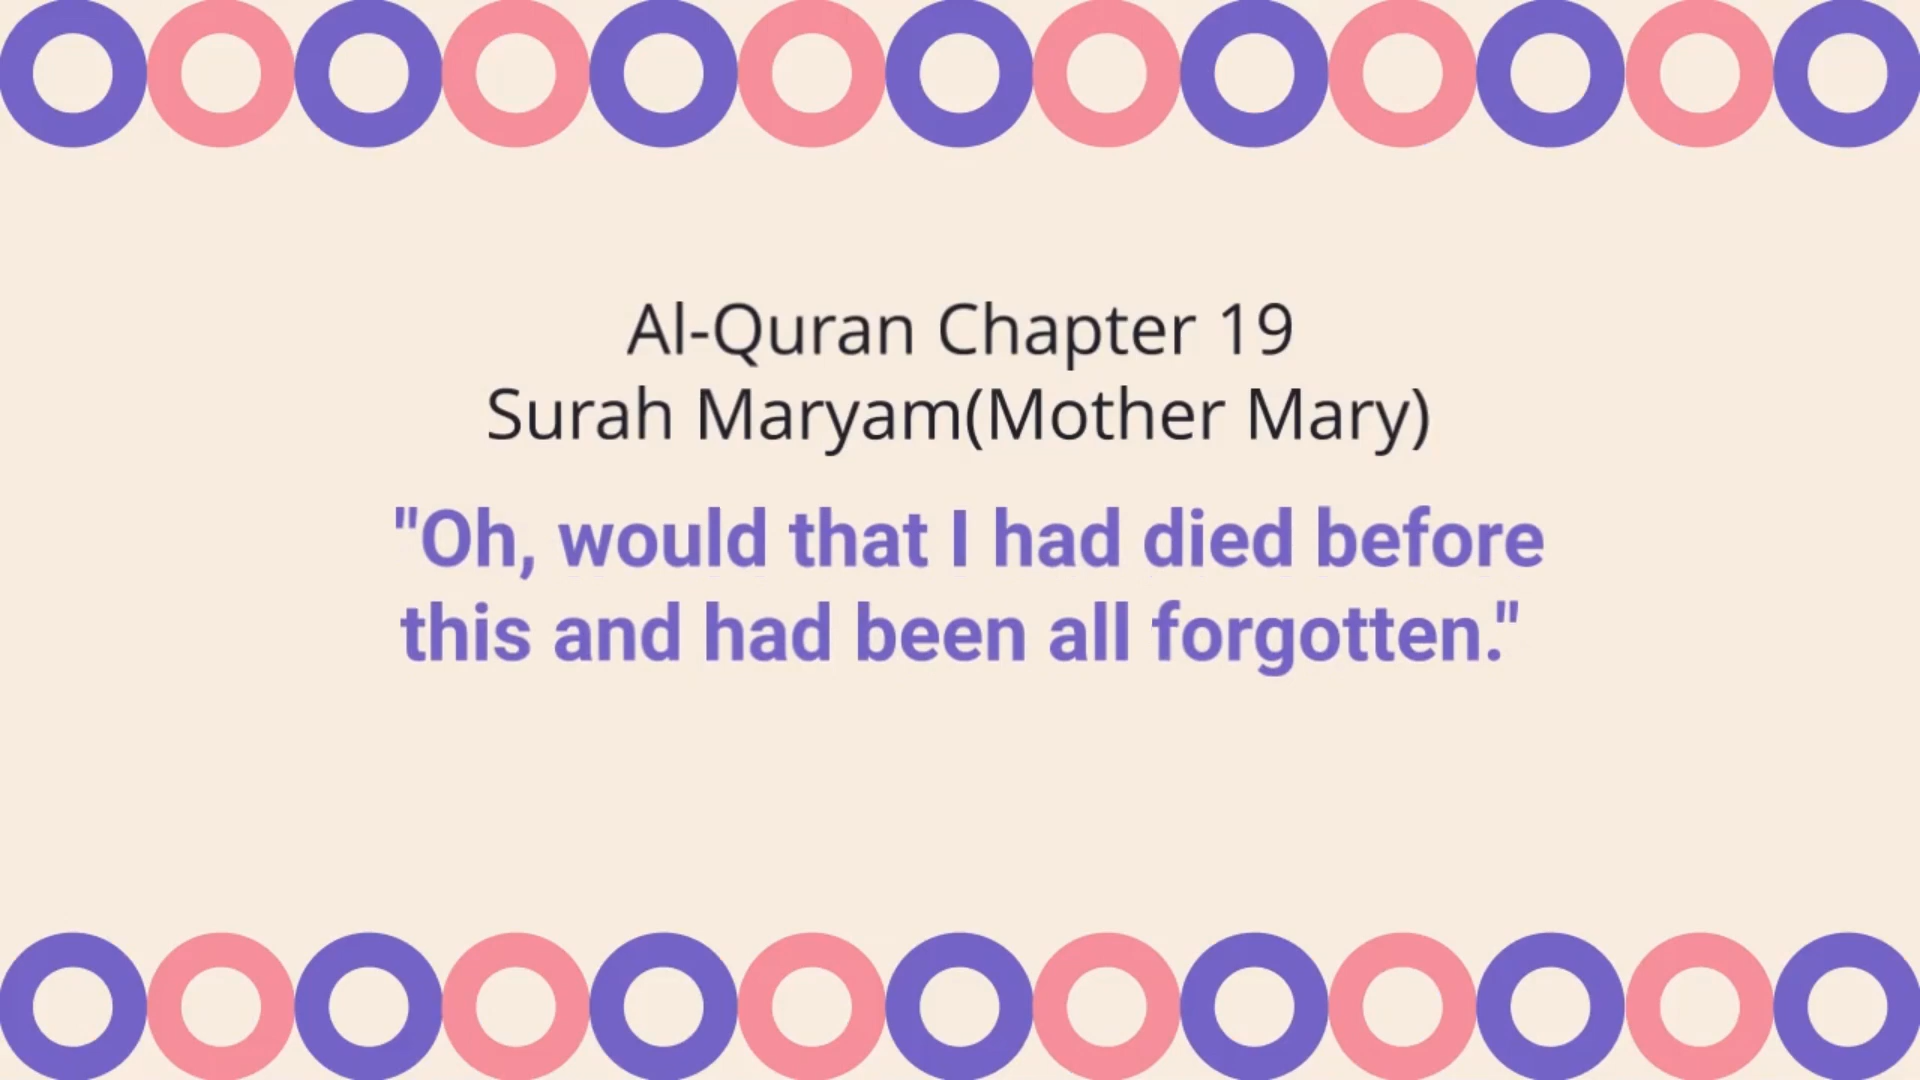 Al-Quran Chapter 19
Surah Maryam(Mother Mary)
"Oh, would that I had died before
this and had been all forgotten."